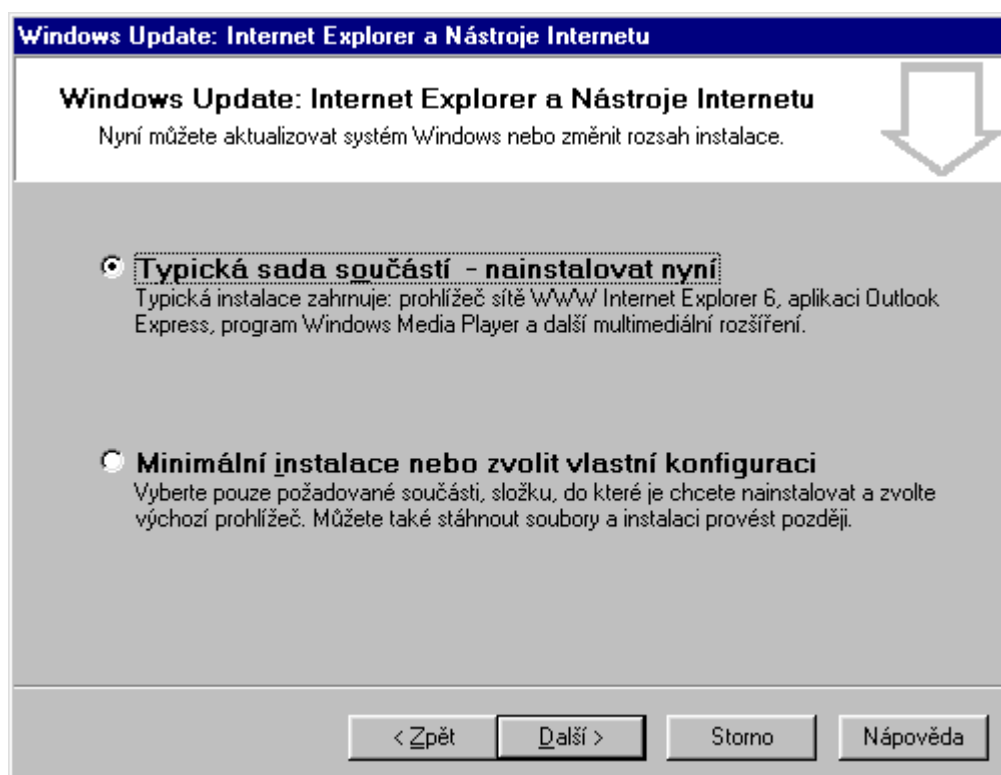 Windows Update: Internet Explorer a Nástroje Internetu
Windows Update: Internet Explorer a Nástroje Internetu
Nyní můžete aktualizovat systém Windows nebo změnit rozsah instalace.
Typická sada součástí - nainstalovat nyní
Typická instalace zahrnuje: prohlížeč sítě WWW Internet Explorer 6, aplikaci Outlook
Express, program Windows Media Player a další multimediální rozšíření.
Minimální instalace nebo zvolit vlastní konfiguraci
Vyberte pouze požadované součásti, složku, do které je chcete nainstalovat a zvolte
výchozí prohlížeč. Můžete také stáhnout soubory a instalaci provést později.
< Zpět
Další >
Storno
Nápověda